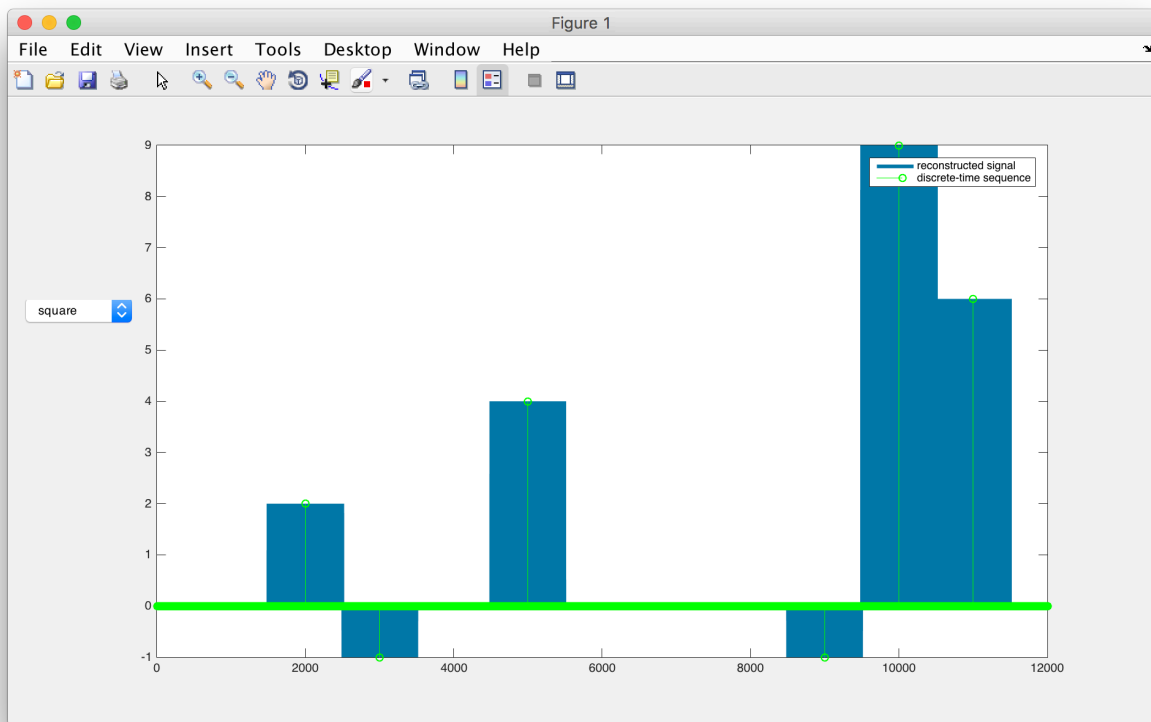 Figure 1
File Edit View Insert Tools Desktop Window Help
9
reconstructed signal
discrete-time sequence
8
7
6
square
5
4
3
2
1
0
-1
0 2000 4000 6000 8000 10000 12000